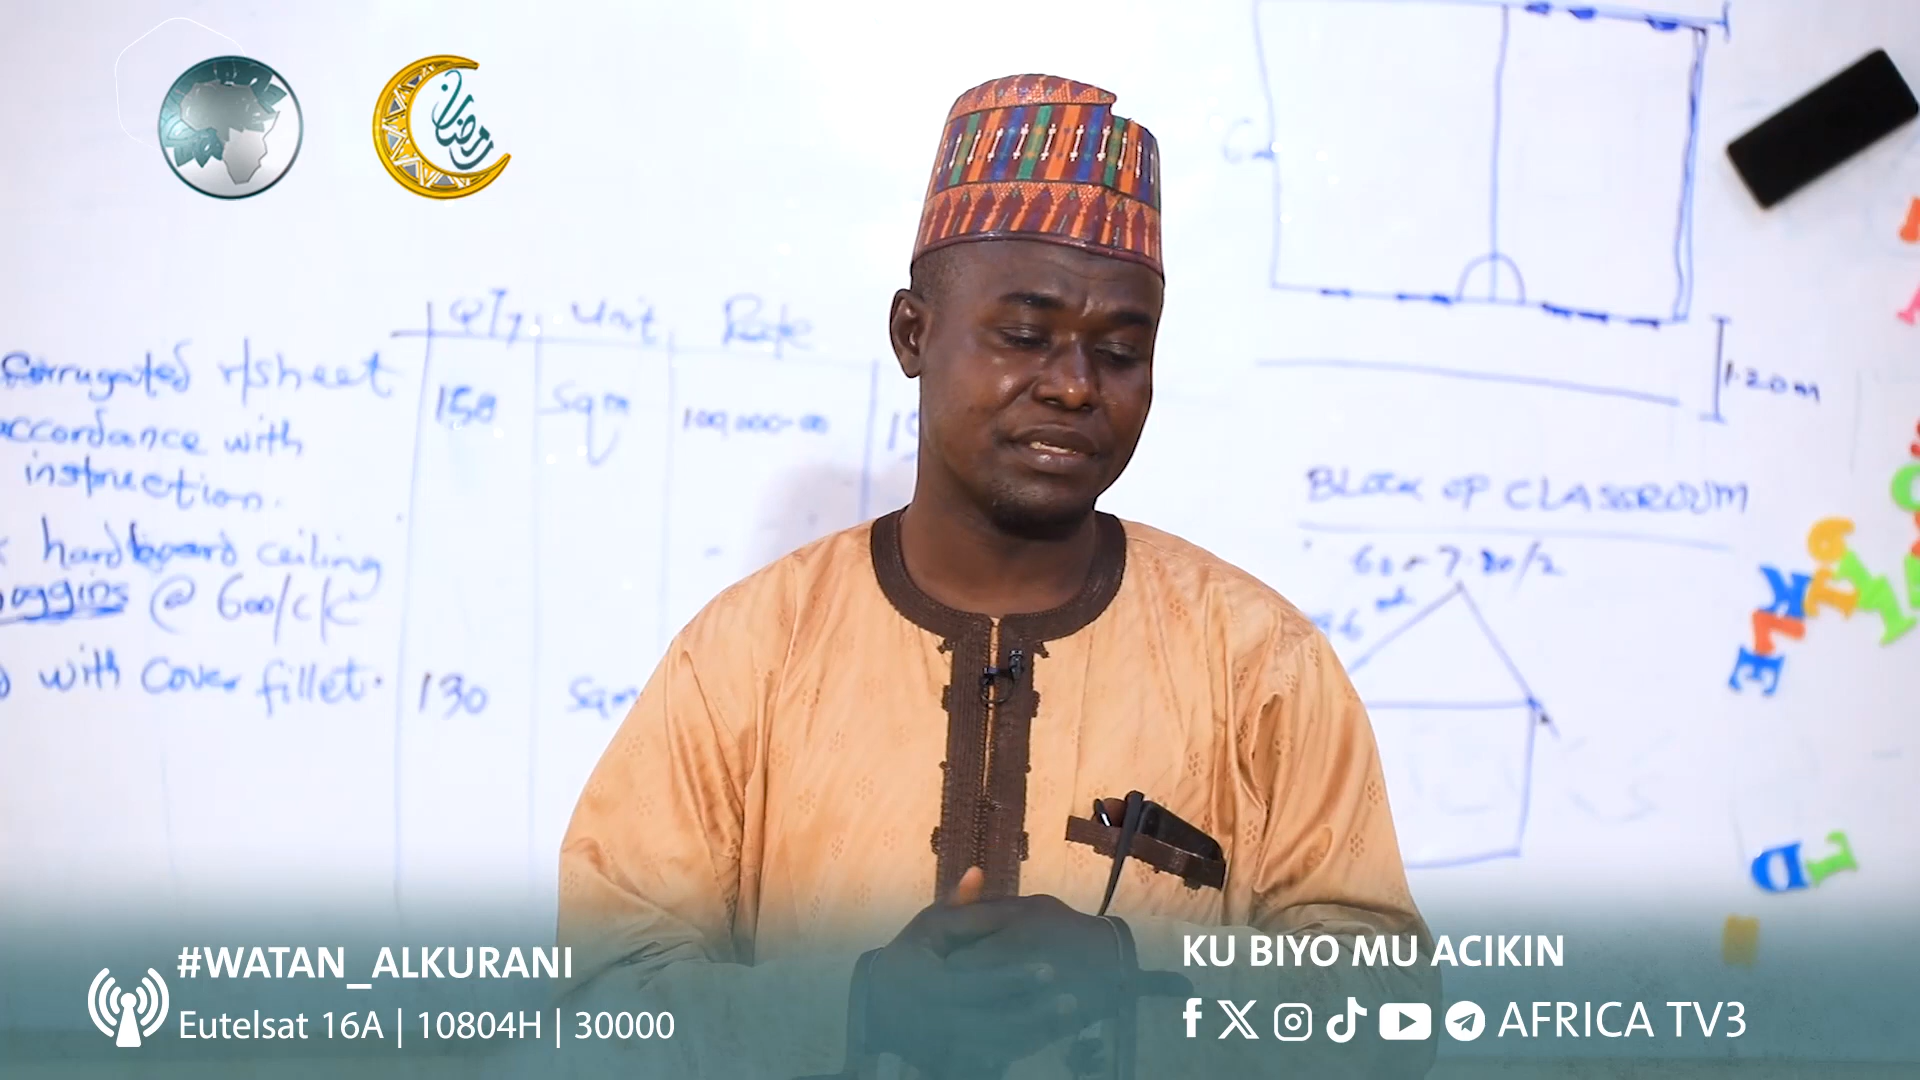 رمضان
Qty Unit Rate
Corrugated r/sheet
150 Sqm 100,000-00
accordance with
instruction.
hardboard ceiling
noggins @ 600/c/c
with cover fillet.
130 Sqm
6m
1.20m
BLOCK OF CLASSROOM
#WATAN_ALKURANI
Eutelsat 16A | 10804H | 30000
KU BIYO MU ACIKIN
AFRICA TV3